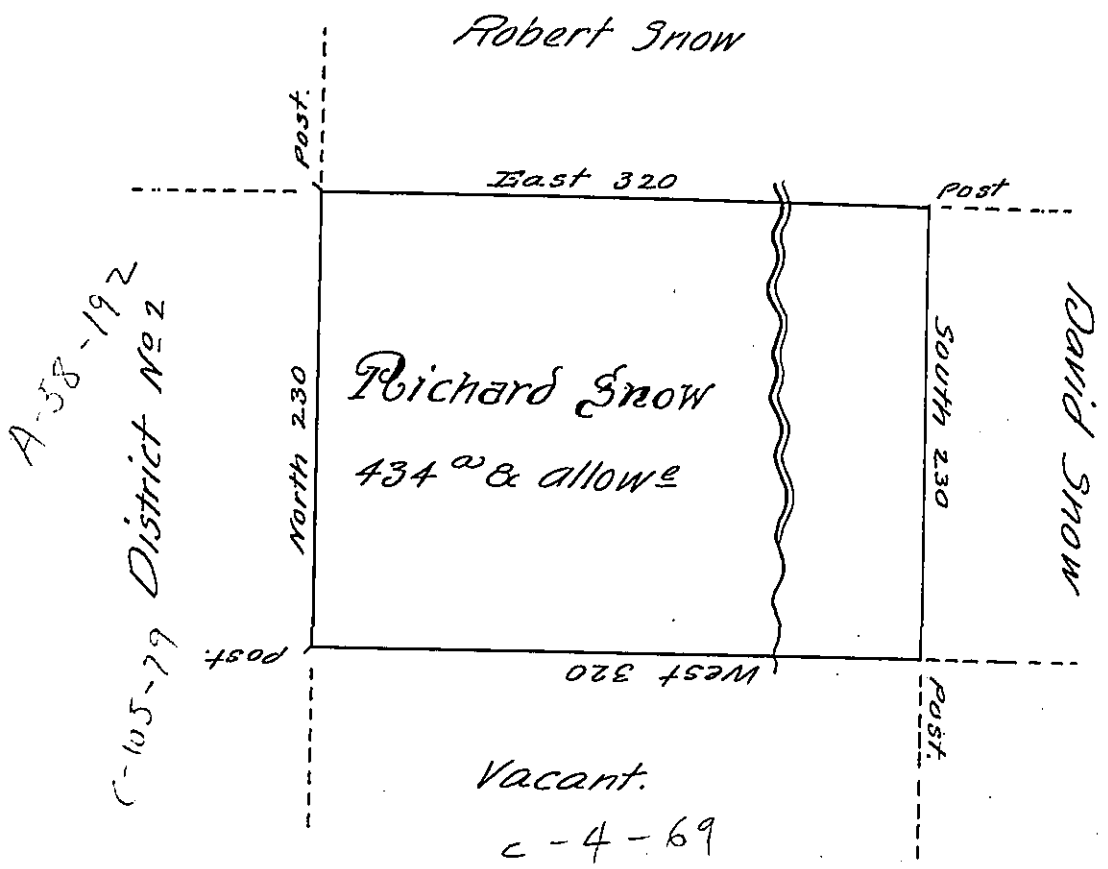 Robert Snow
Post.
East 320
Post
A-58-192
C-105-79 District No 2
North 230
Richard Snow
434 a & allowe
South 230
David Snow
Post.
West 320
Post.
Vacant.
c-4-69